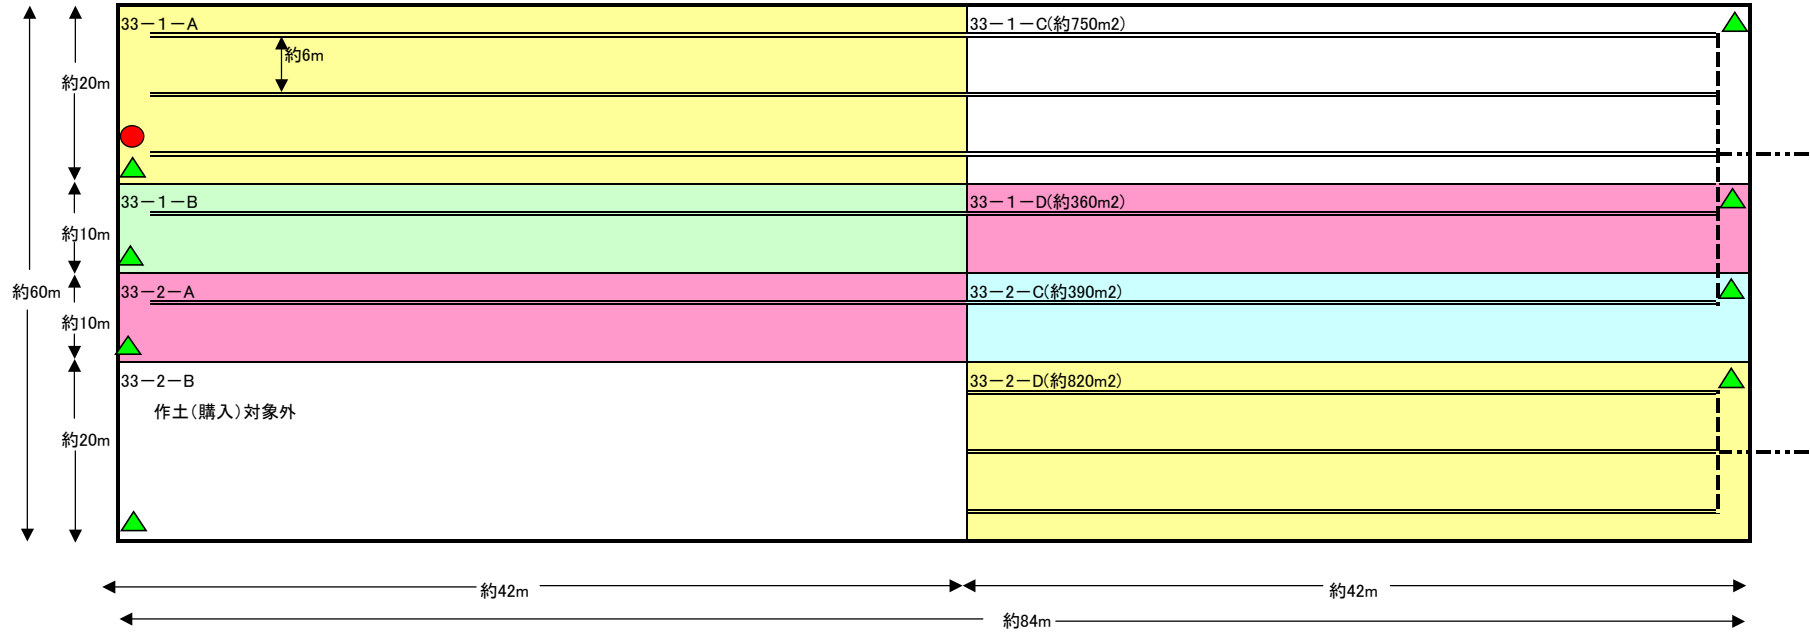 33－1－A
33－1－C(約750m2)
約6m
約20m
33－1－B
33－1－D(約360m2)
約10m
約60m
33－2－A
33－2－C(約390m2)
約10m
33－2－B
33－2－D(約820m2)
作土(購入)対象外
約20m
約42m
約42m
約84m